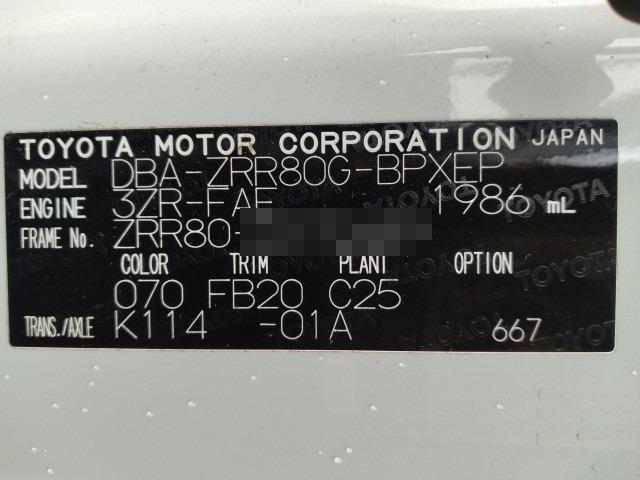 TOYOTA MOTOR CORPORATION JAPAN
MODEL DBA-ZRR80G-BPXEP
ENGINE 3ZR-FAE 1986 mL
FRAME No. ZRR80-
COLOR TRIM PLANT OPTION
070 FB20 C25
TRANS./AXLE K114 -01A 667